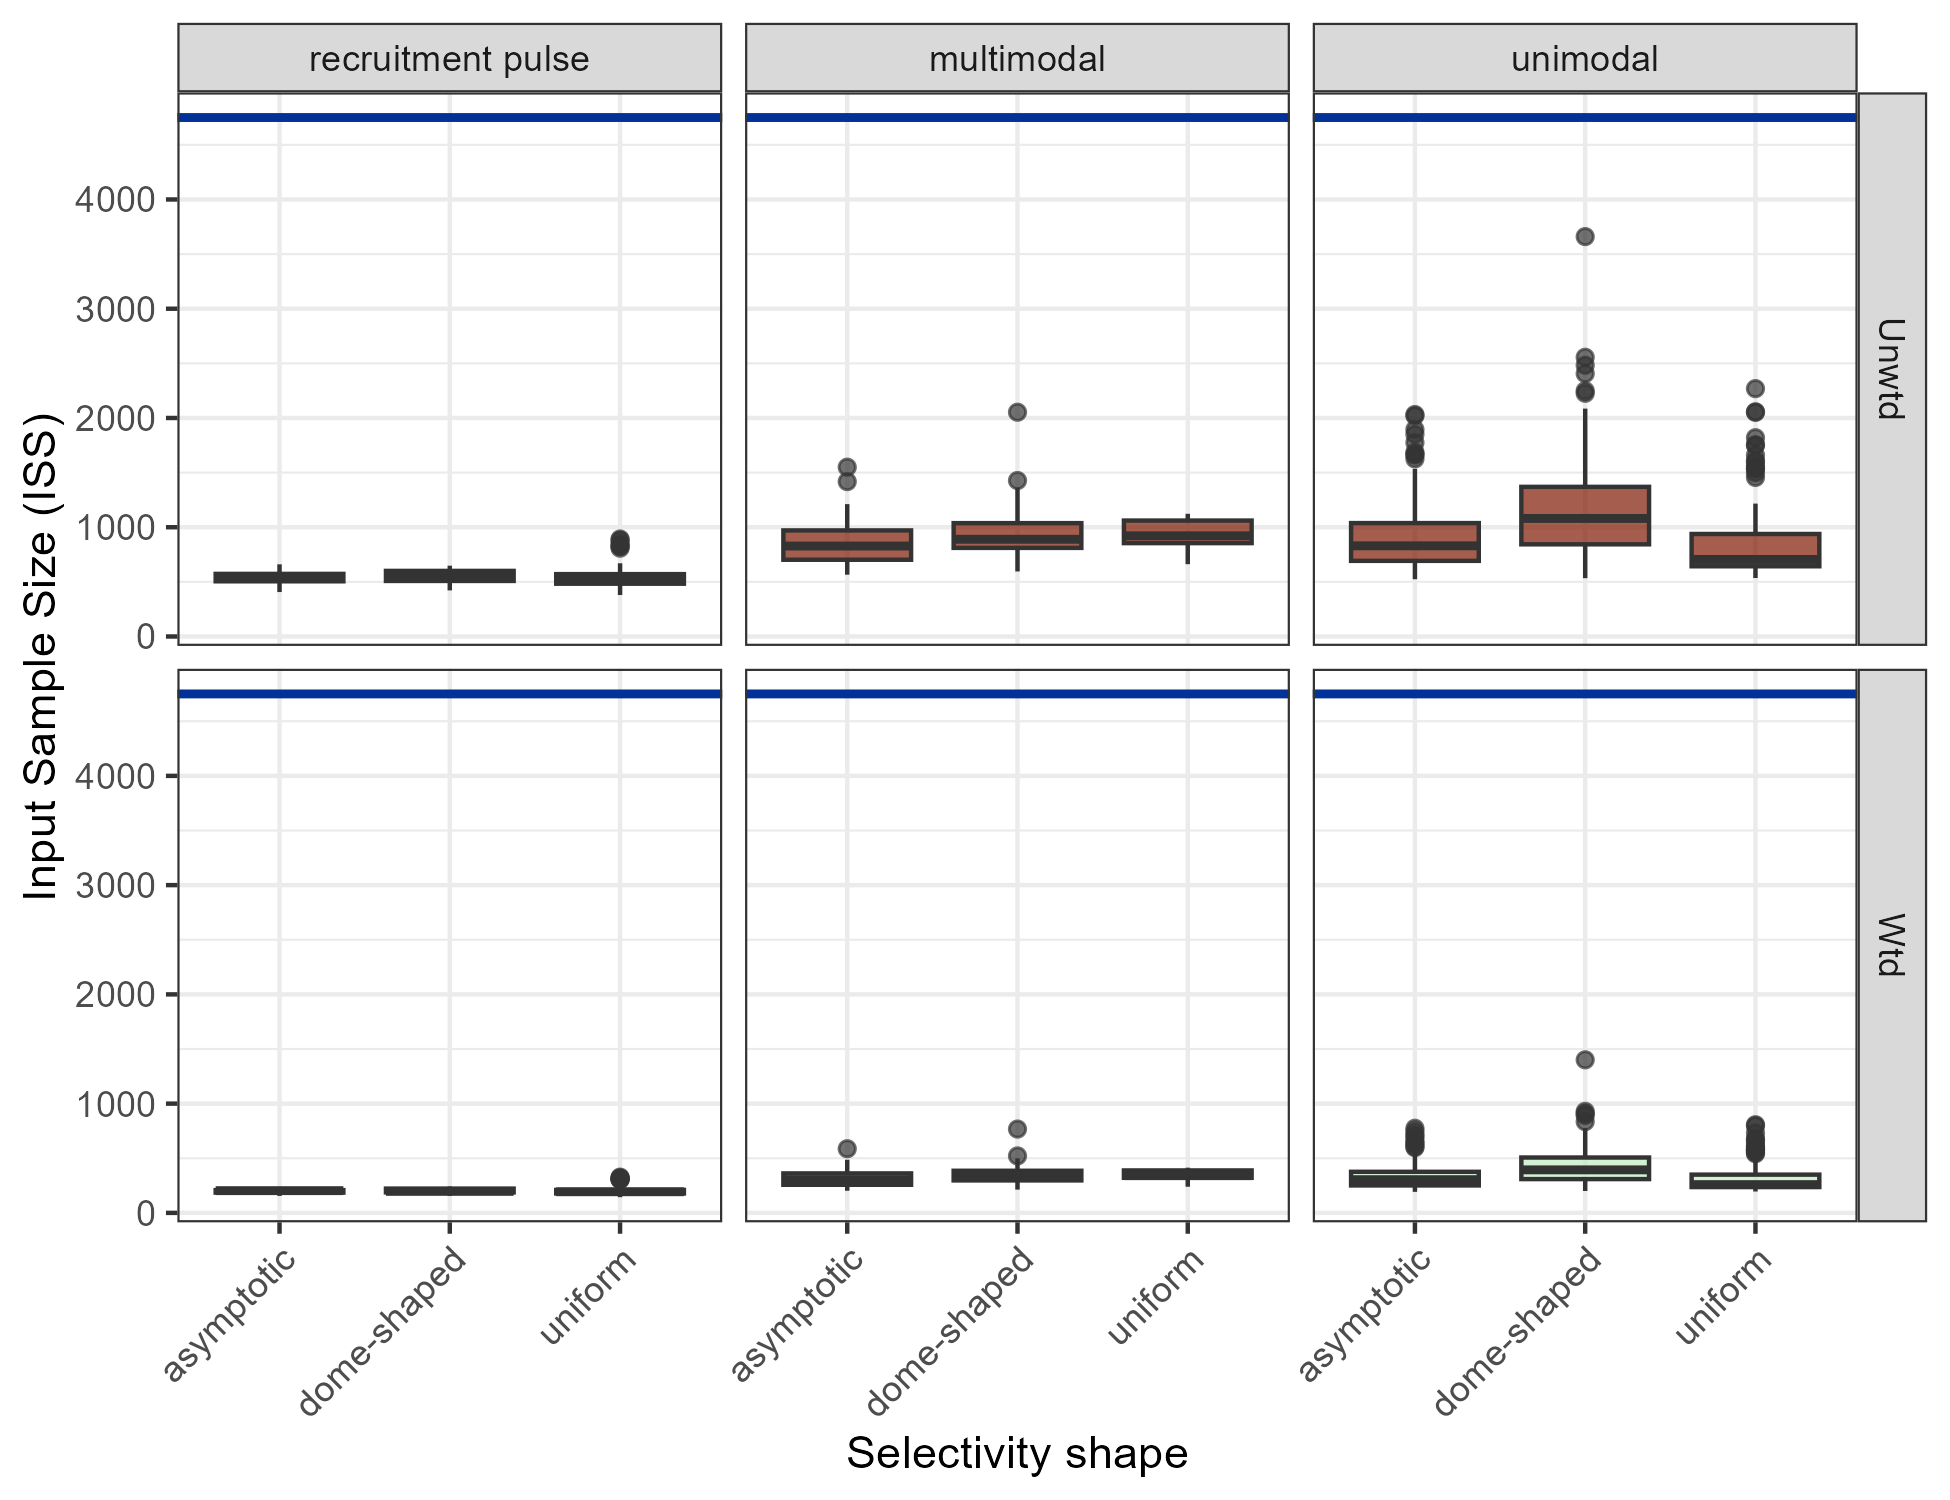 recruitment pulse
multimodal
unimodal
Input Sample Size (ISS)
4000
3000
2000
1000
0
Unwtd
4000
3000
2000
1000
0
Wtd
asymptotic
dome-shaped
uniform
asymptotic
dome-shaped
uniform
asymptotic
dome-shaped
uniform
Selectivity shape